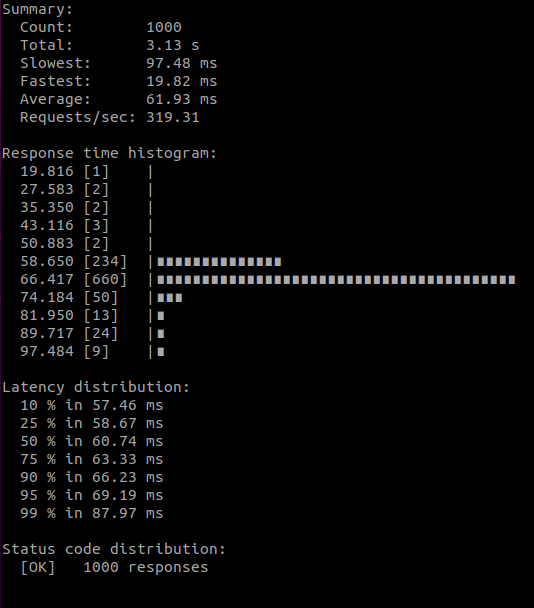 Summary:
  Count:        1000
  Total:        3.13 s
  Slowest:      97.48 ms
  Fastest:      19.82 ms
  Average:      61.93 ms
  Requests/sec: 319.31

Response time histogram:
  19.816 [1]    |
  27.583 [2]    |
  35.350 [2]    |
  43.116 [3]    |
  50.883 [2]    |
  58.650 [234]  |∎∎∎∎∎∎∎∎∎∎∎∎∎∎
  66.417 [660]  |∎∎∎∎∎∎∎∎∎∎∎∎∎∎∎∎∎∎∎∎∎∎∎∎∎∎∎∎∎∎∎∎∎∎∎∎∎∎∎∎
  74.184 [50]   |∎∎∎
  81.950 [13]   |∎
  89.717 [24]   |∎
  97.484 [9]    |∎

Latency distribution:
  10 % in 57.46 ms
  25 % in 58.67 ms
  50 % in 60.74 ms
  75 % in 63.33 ms
  90 % in 66.23 ms
  95 % in 69.19 ms
  99 % in 87.97 ms

Status code distribution:
  [OK]   1000 responses